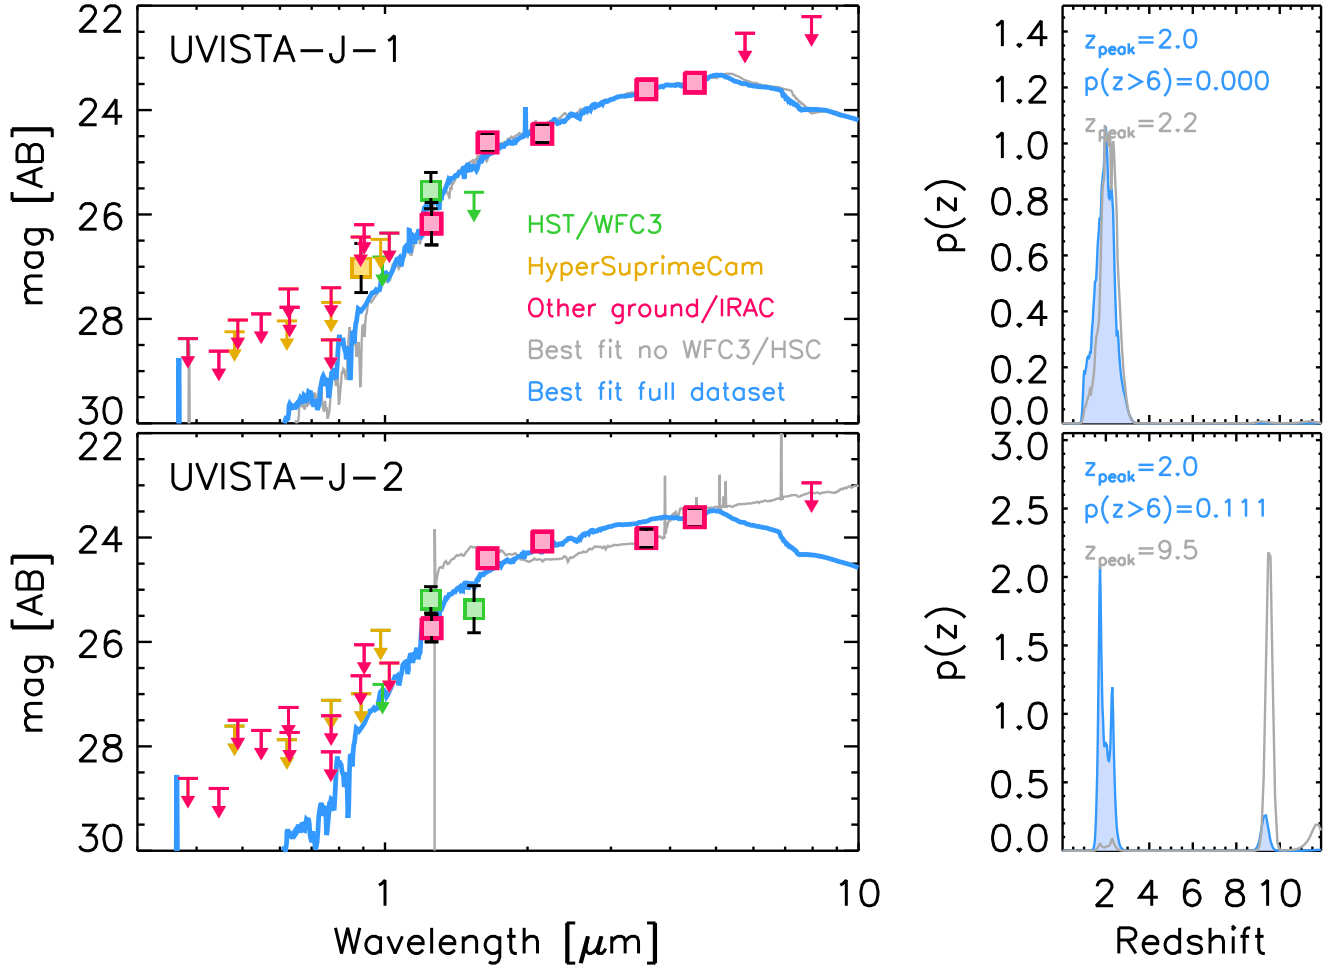 UVISTA-J-1
22
24
26
28
30
mag [AB]
HST/WFC3
HyperSuprimeCam
Other ground/IRAC
Best fit no WFC3/HSC
Best fit full dataset
1.4
1.2
1.0
0.8
0.6
0.4
0.2
0.0
p(z)
zpeak=2.0
p(z>6)=0.000
zpeak=2.2
UVISTA-J-2
22
24
26
28
30
mag [AB]
1
10
Wavelength [μm]
3.0
2.5
2.0
1.5
1.0
0.5
0.0
p(z)
zpeak=2.0
p(z>6)=0.111
zpeak=9.5
2 4 6 8 10
Redshift